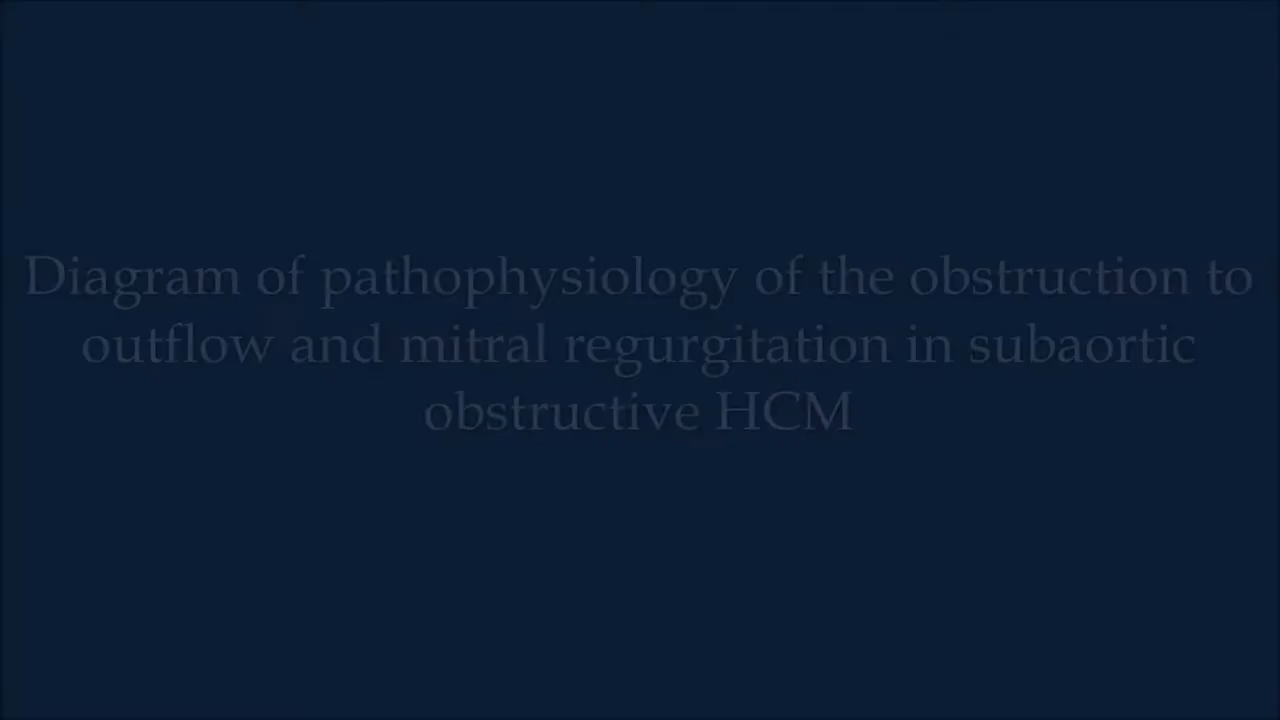 Diagram of pathophysiology of the obstruction to
outflow and mitral regurgitation in subaortic
obstructive HCM